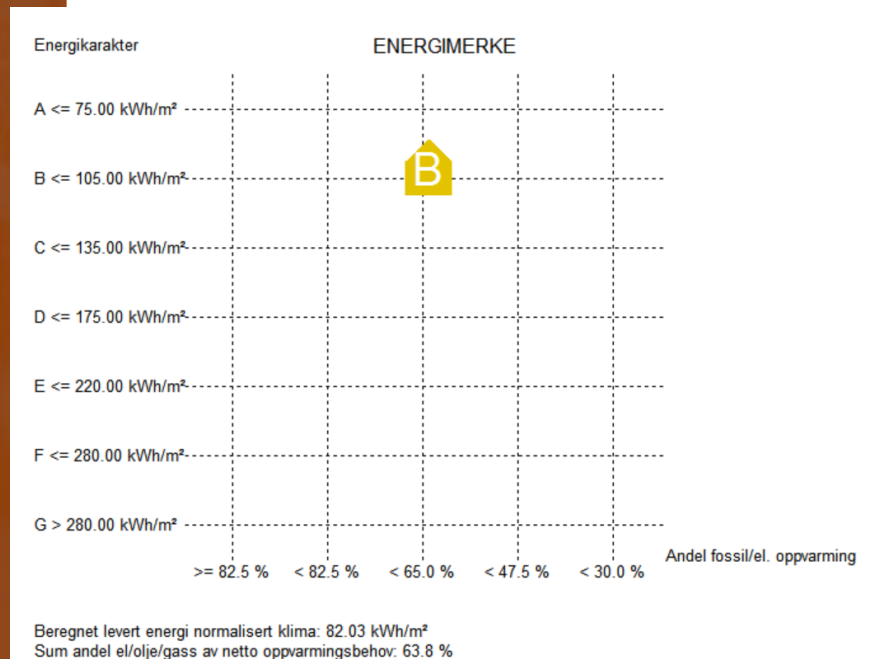 Energikarakter
ENERGIMERKE
A <= 75.00 kWh/m²
B
B <= 105.00 kWh/m²
C <= 135.00 kWh/m²
D <= 175.00 kWh/m²
E <= 220.00 kWh/m²
F <= 280.00 kWh/m²
G > 280.00 kWh/m²
Andel fossil/el. oppvarming
>= 82.5 % < 82.5 % < 65.0 % < 47.5 % < 30.0 %
Beregnet levert energi normalisert klima: 82.03 kWh/m²
Sum andel el/olje/gass av netto oppvarmingsbehov: 63.8 %